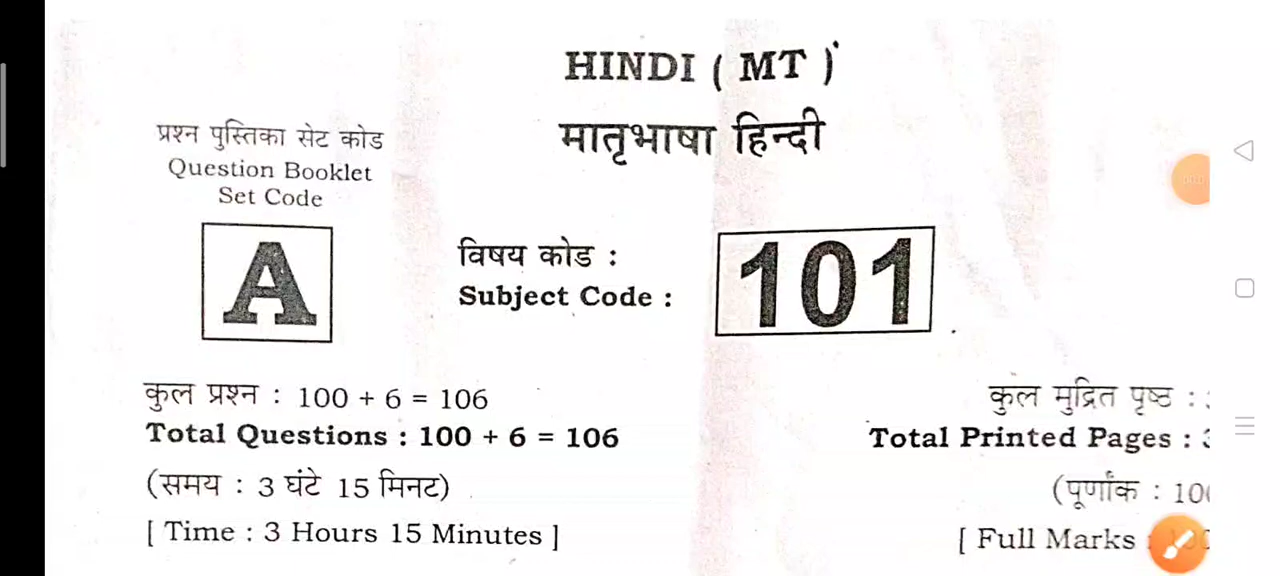 HINDI ( MT )
मातृभाषा हिन्दी
प्रश्न पुस्तिका सेट कोड
Question Booklet
Set Code
A
विषय कोड :
Subject Code :
101
कुल प्रश्न : 100 + 6 = 106
Total Questions : 100 + 6 = 106
(समय : 3 घंटे 15 मिनट)
[ Time : 3 Hours 15 Minutes ]
कुल मुद्रित पृष्ठ :
Total Printed Pages :
(पूर्णांक :
[ Full Marks